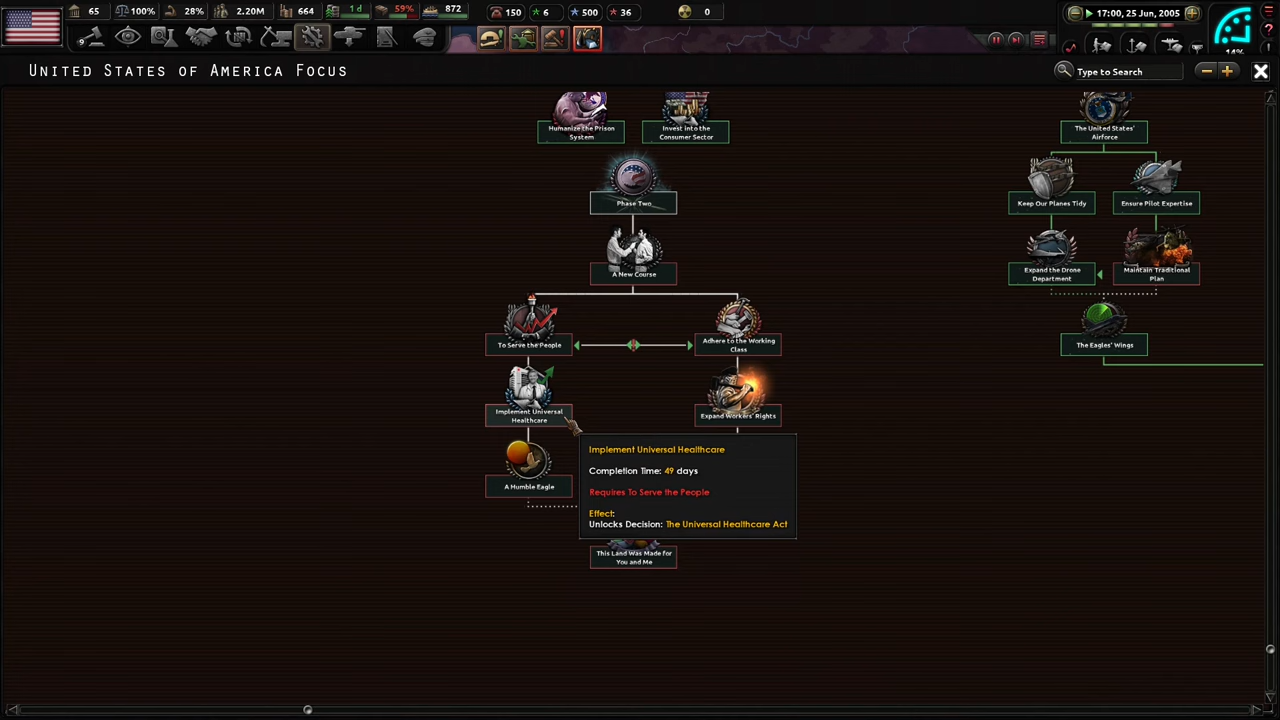 65 100% 28% 2.20M 664 1 d 59% 872 150 6 500 36 0 17:00, 25 Jun, 2005
14%
United States of America Focus
Type to Search
Humanize the Prison
System
Invest into the
Consumer Sector
The United States'
Airforce
Phase Two
Keep Our Planes Tidy
Ensure Pilot Expertise
A New Course
Expand the Drone
Department
Maintain Traditional
Plan
To Serve the People
Adhere to the Working
Class
The Eagles' Wings
Implement Universal
Healthcare
Expand Workers' Rights
Implement Universal Healthcare
Completion Time: 49 days
Requires To Serve the People
Effect:
Unlocks Decision: The Universal Healthcare Act
A Humble Eagle
This Land Was Made for
You and Me